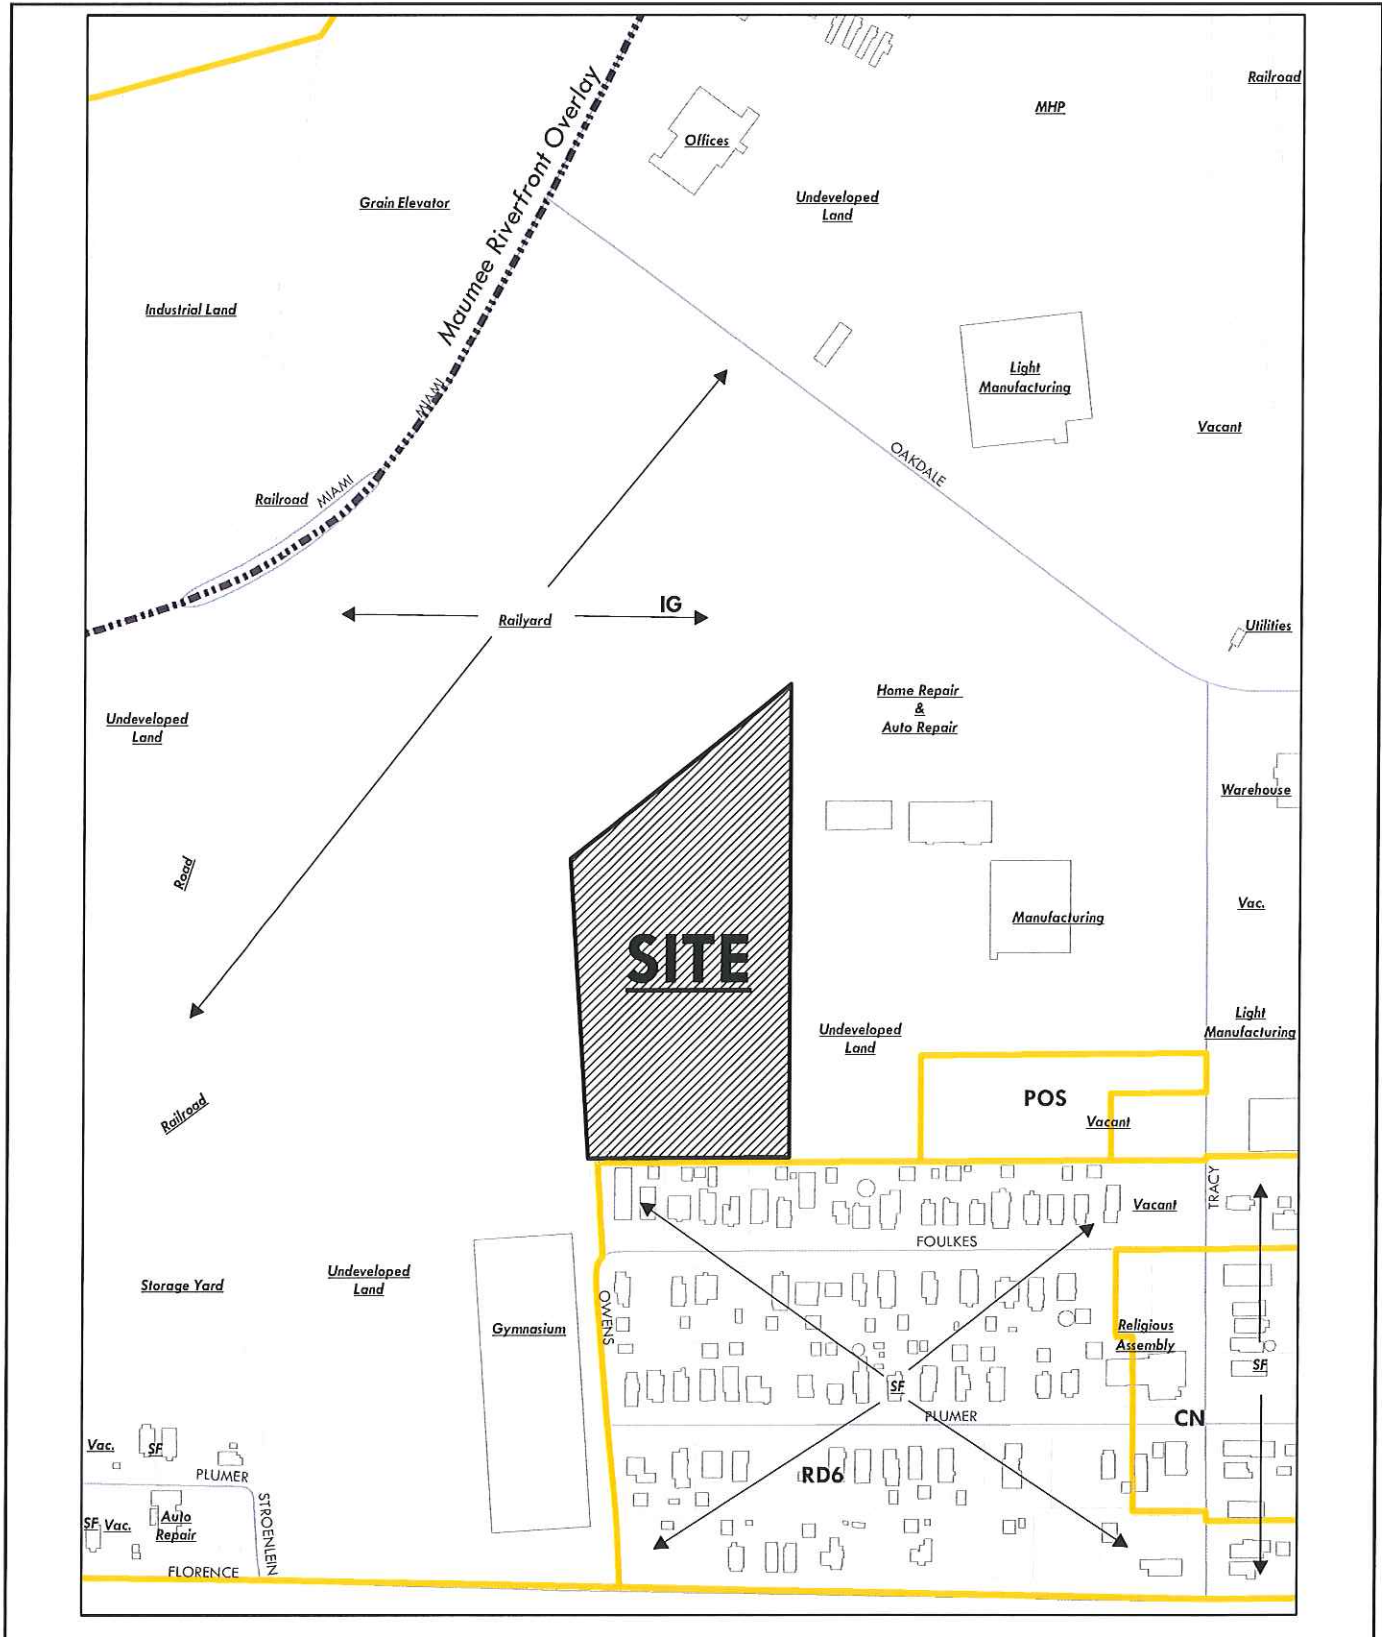 Railroad
MHP
Maumee Riverfront Overlay
Offices
Undeveloped
Land
Grain Elevator
Industrial Land
Light
Manufacturing
MIAMI
Vacant
OAKDALE
Railroad
MIAMI
IG
Railyard
Utilities
Undeveloped
Land
Home Repair
&
Auto Repair
Warehouse
Road
Manufacturing
Vac.
SITE
Undeveloped
Land
Light
Manufacturing
Railroad
POS
Vacant
TRACY
Vacant
FOULKES
Storage Yard
Undeveloped
Land
OWENS
Gymnasium
Religious
Assembly
SF
SF
PLUMER
CN
Vac.
SF
PLUMER
RD6
STROENLEIN
SF
Vac.
Auto
Repair
FLORENCE